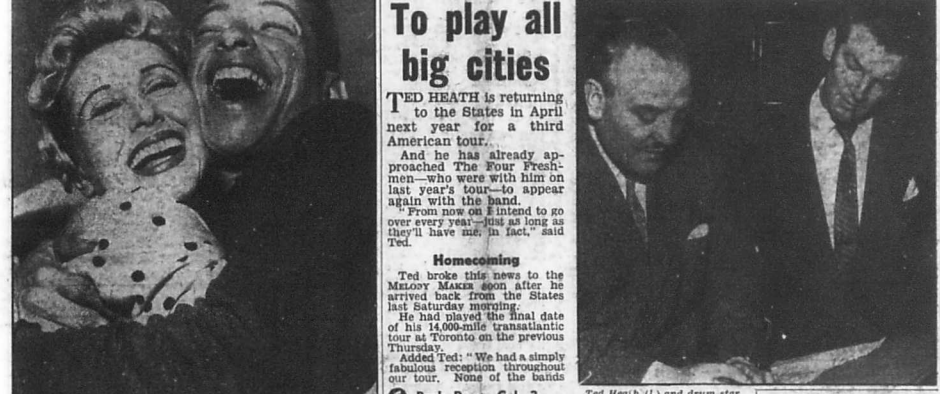 To play all
big cities
TED HEATH is returning
to the States in April
next year for a third
American tour.
And he has already ap-
proached The Four Fresh-
men—who were with him on
last year's tour—to appear
again with the band.
"From now on I intend to go
over every year—just as long as
they'll have me, in fact," said
Ted.
Homecoming
Ted broke this news to the
MELODY MAKER soon after he
arrived back from the States
last Saturday morning.
He had played the final date
of his 14,000-mile transatlantic
tour at Toronto on the previous
Thursday.
Added Ted: "We had a simply
fabulous reception throughout
our tour. None of the bands
Ted Heath (l.) and drum star